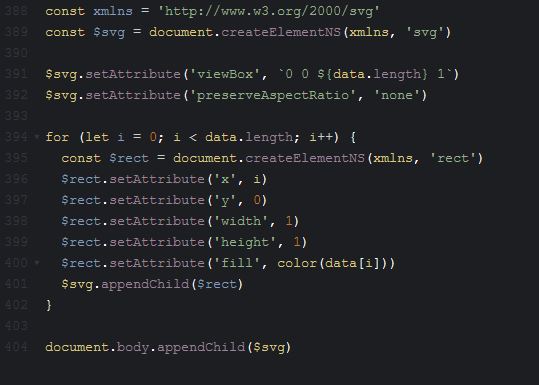 388 const xmlns = 'http://www.w3.org/2000/svg'
389 const $svg = document.createElementNS(xmlns, 'svg')
390
391 $svg.setAttribute('viewBox', `0 0 ${data.length} 1`)
392 $svg.setAttribute('preserveAspectRatio', 'none')
393
394 for (let i = 0; i < data.length; i++) {
395   const $rect = document.createElementNS(xmlns, 'rect')
396   $rect.setAttribute('x', i)
397   $rect.setAttribute('y', 0)
398   $rect.setAttribute('width', 1)
399   $rect.setAttribute('height', 1)
400   $rect.setAttribute('fill', color(data[i]))
401   $svg.appendChild($rect)
402 }
403
404 document.body.appendChild($svg)